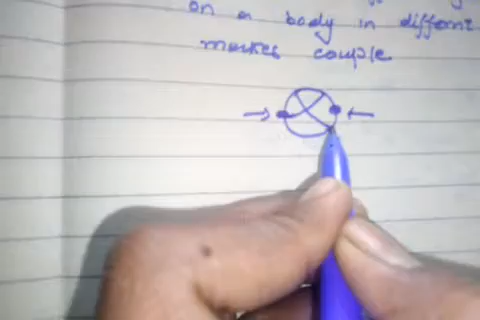 on a body in different
makes couple